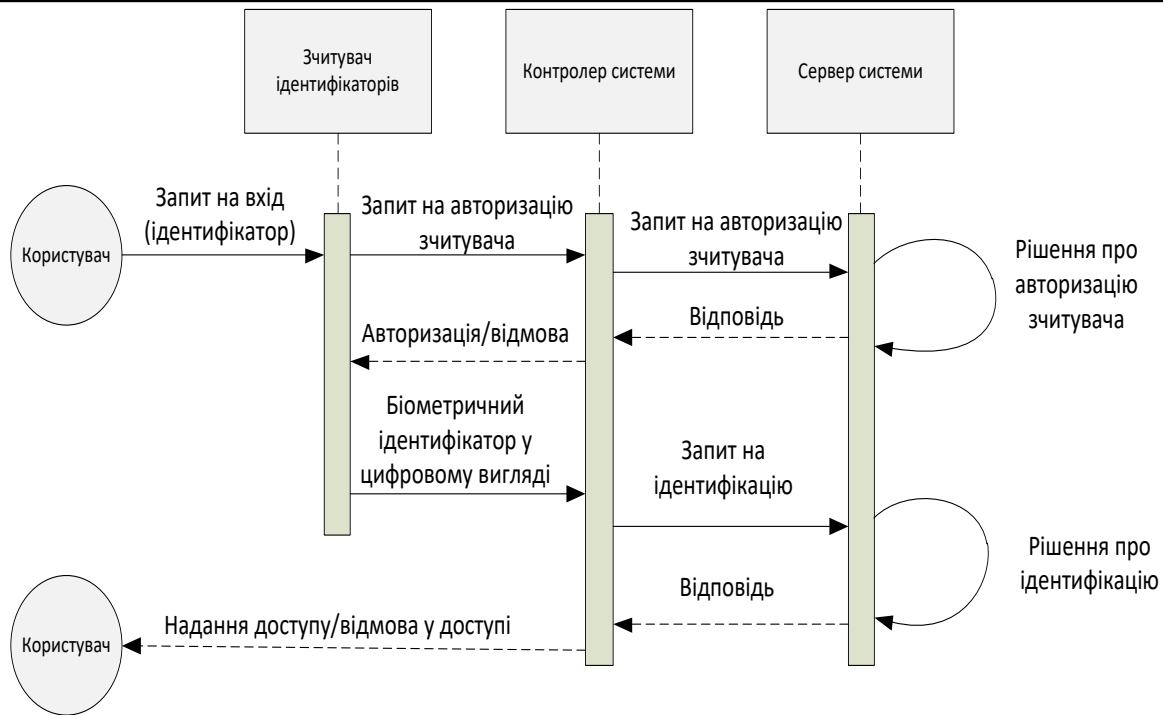 Зчитувач
ідентифікаторів
Контролер системи
Сервер системи
Користувач
Запит на вхід
(ідентифікатор)
Запит на авторизацію
зчитувача
Запит на авторизацію
зчитувача
Рішення про
авторизацію
зчитувача
Відповідь
Авторизація/відмова
Біометричний
ідентифікатор у
цифровому вигляді
Запит на
ідентифікацію
Рішення про
ідентифікацію
Відповідь
Надання доступу/відмова у доступі
Користувач